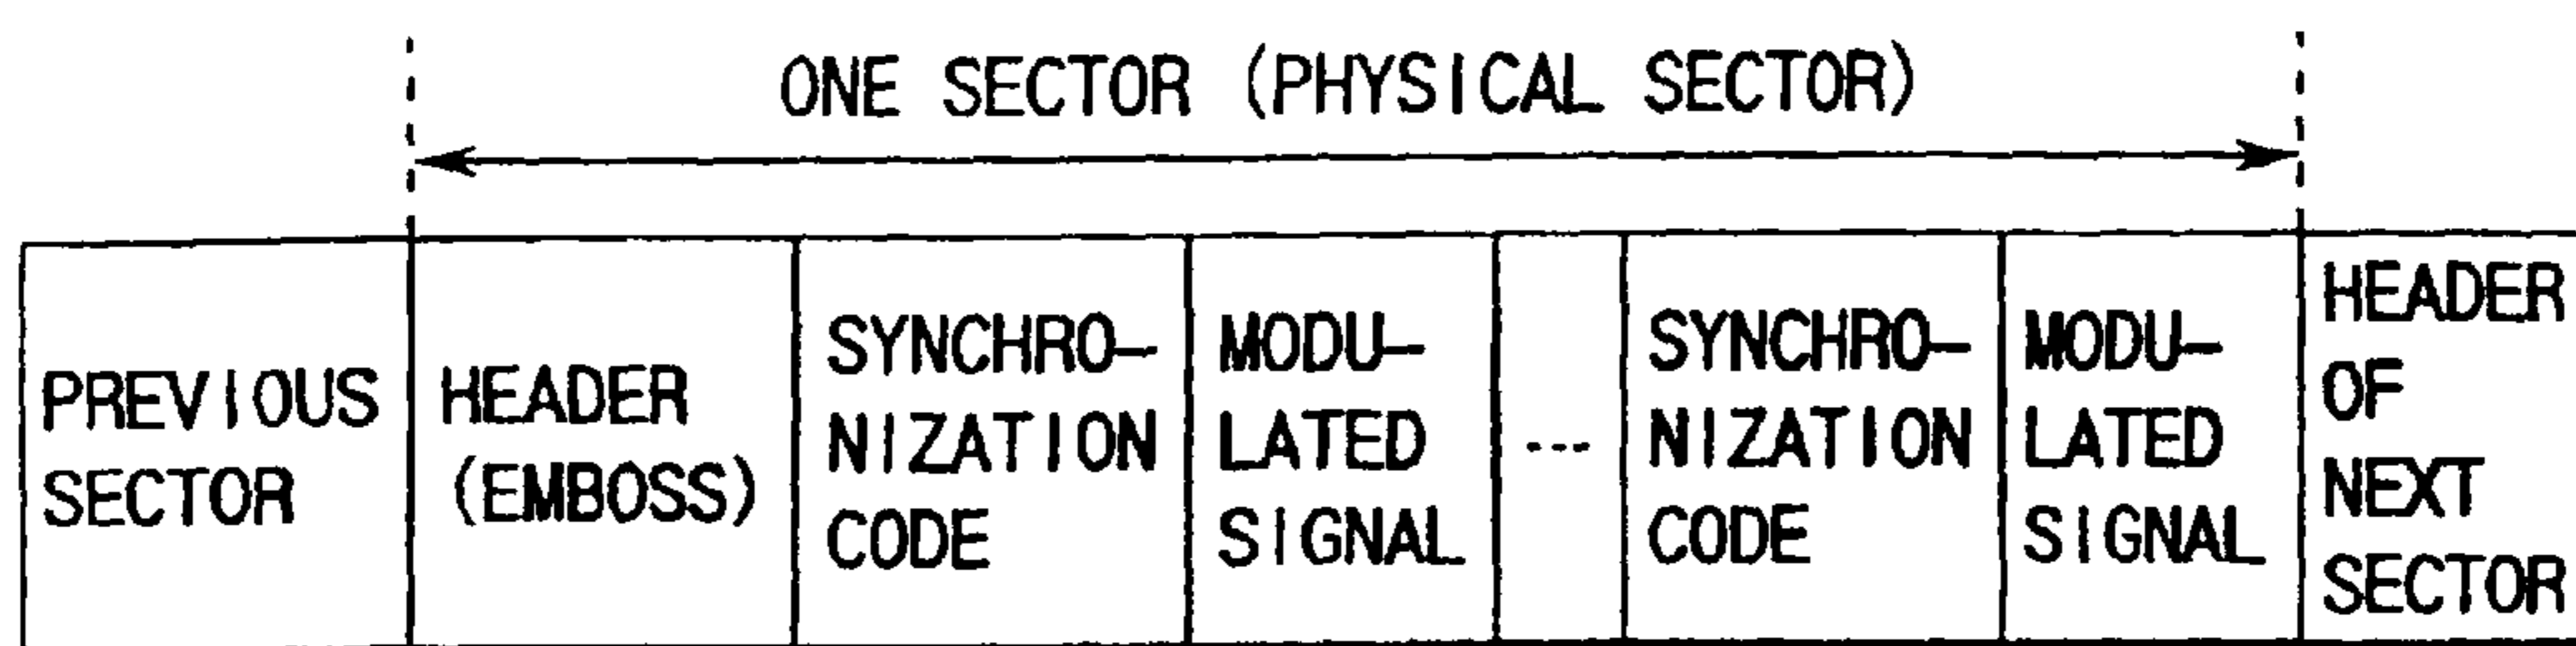 ONE SECTOR (PHYSICAL SECTOR)
PREVIOUS
SECTOR
HEADER
(EMBOSS)
SYNCHRO-
NIZATION
CODE
MODU-
LATED
SIGNAL
---
SYNCHRO-
NIZATION
CODE
MODU-
LATED
SIGNAL
HEADER
OF
NEXT
SECTOR